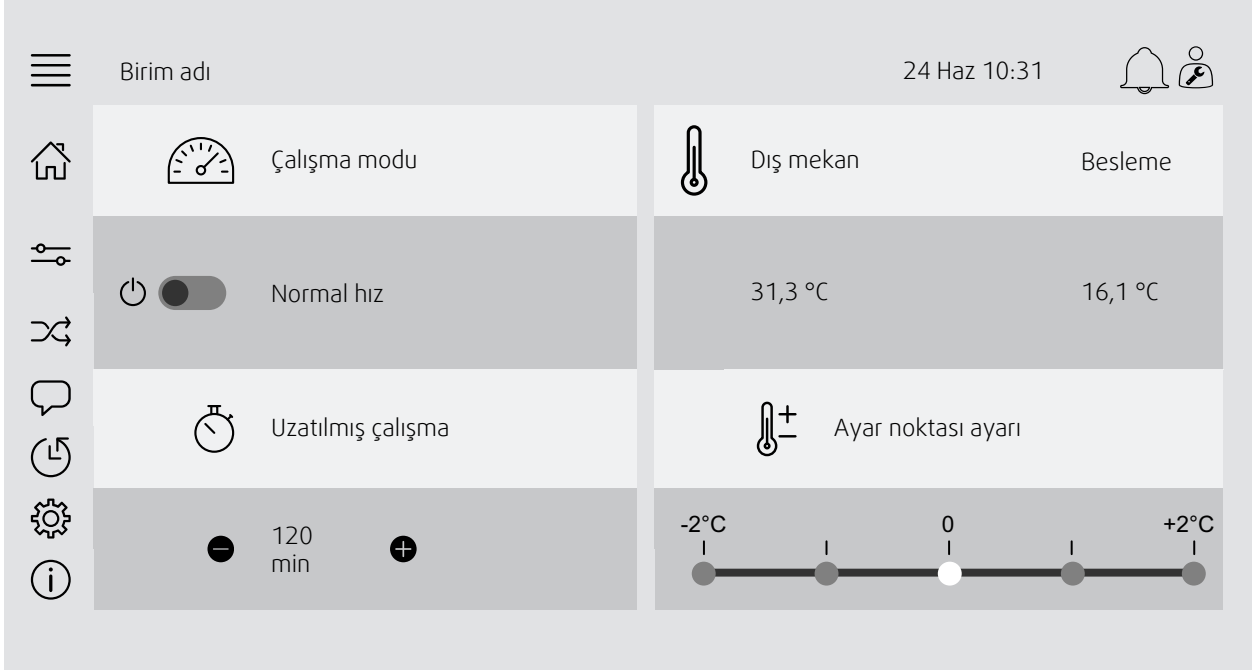 Birim adı
24 Haz 10:31
Çalışma modu
Dış mekan
Besleme
Normal hız
31,3 °C
16,1 °C
Uzatılmış çalışma
Ayar noktası ayarı
120
min
-2°C
0
+2°C